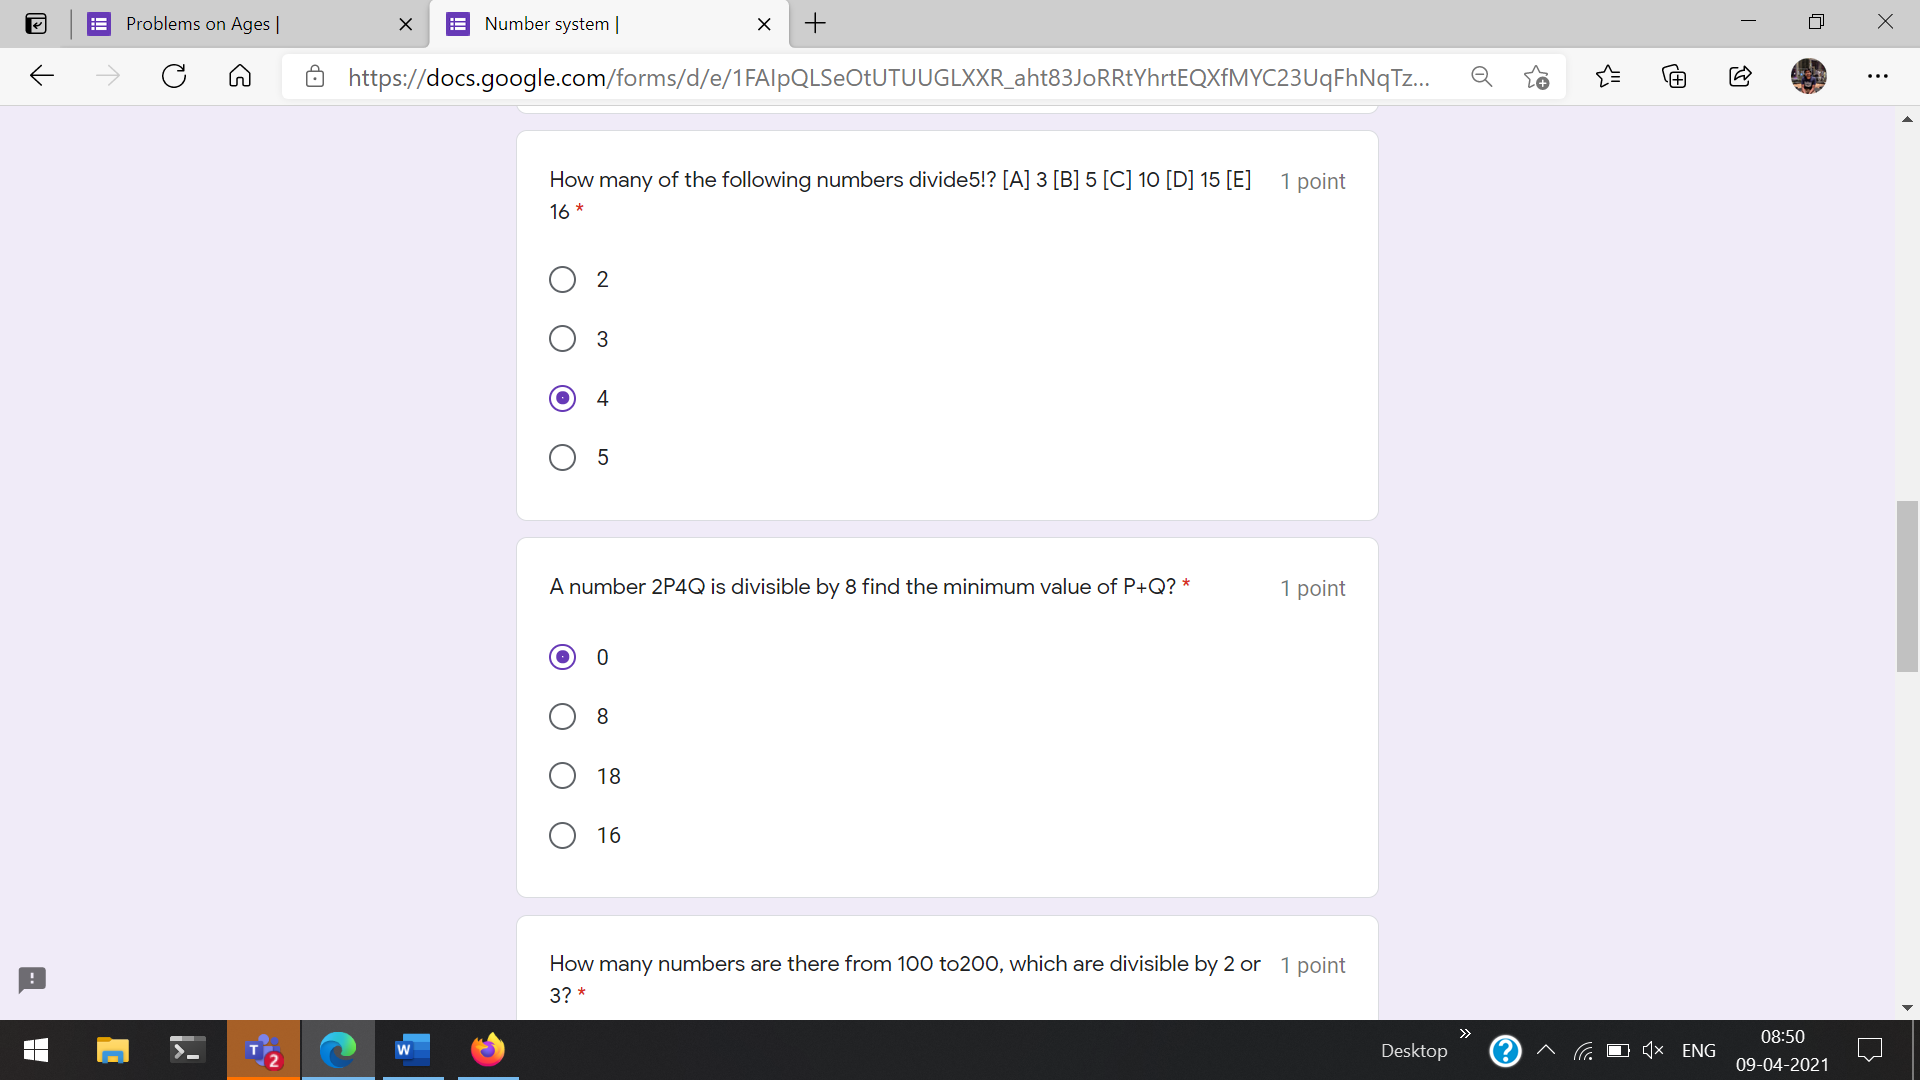 Problems on Ages |
Number system |
https://docs.google.com/forms/d/e/1FAIpQLSeOtUTUUGLXXR_aht83JoRRtYhrtEQXfMYC23UqFhNqTz...
How many of the following numbers divide5!? [A] 3 [B] 5 [C] 10 [D] 15 [E] 1 point
16 *
2
3
4
5
A number 2P4Q is divisible by 8 find the minimum value of P+Q? * 1 point
0
8
18
16
How many numbers are there from 100 to200, which are divisible by 2 or 1 point
3? *
T 2
W
Desktop
ENG
08:50
09-04-2021